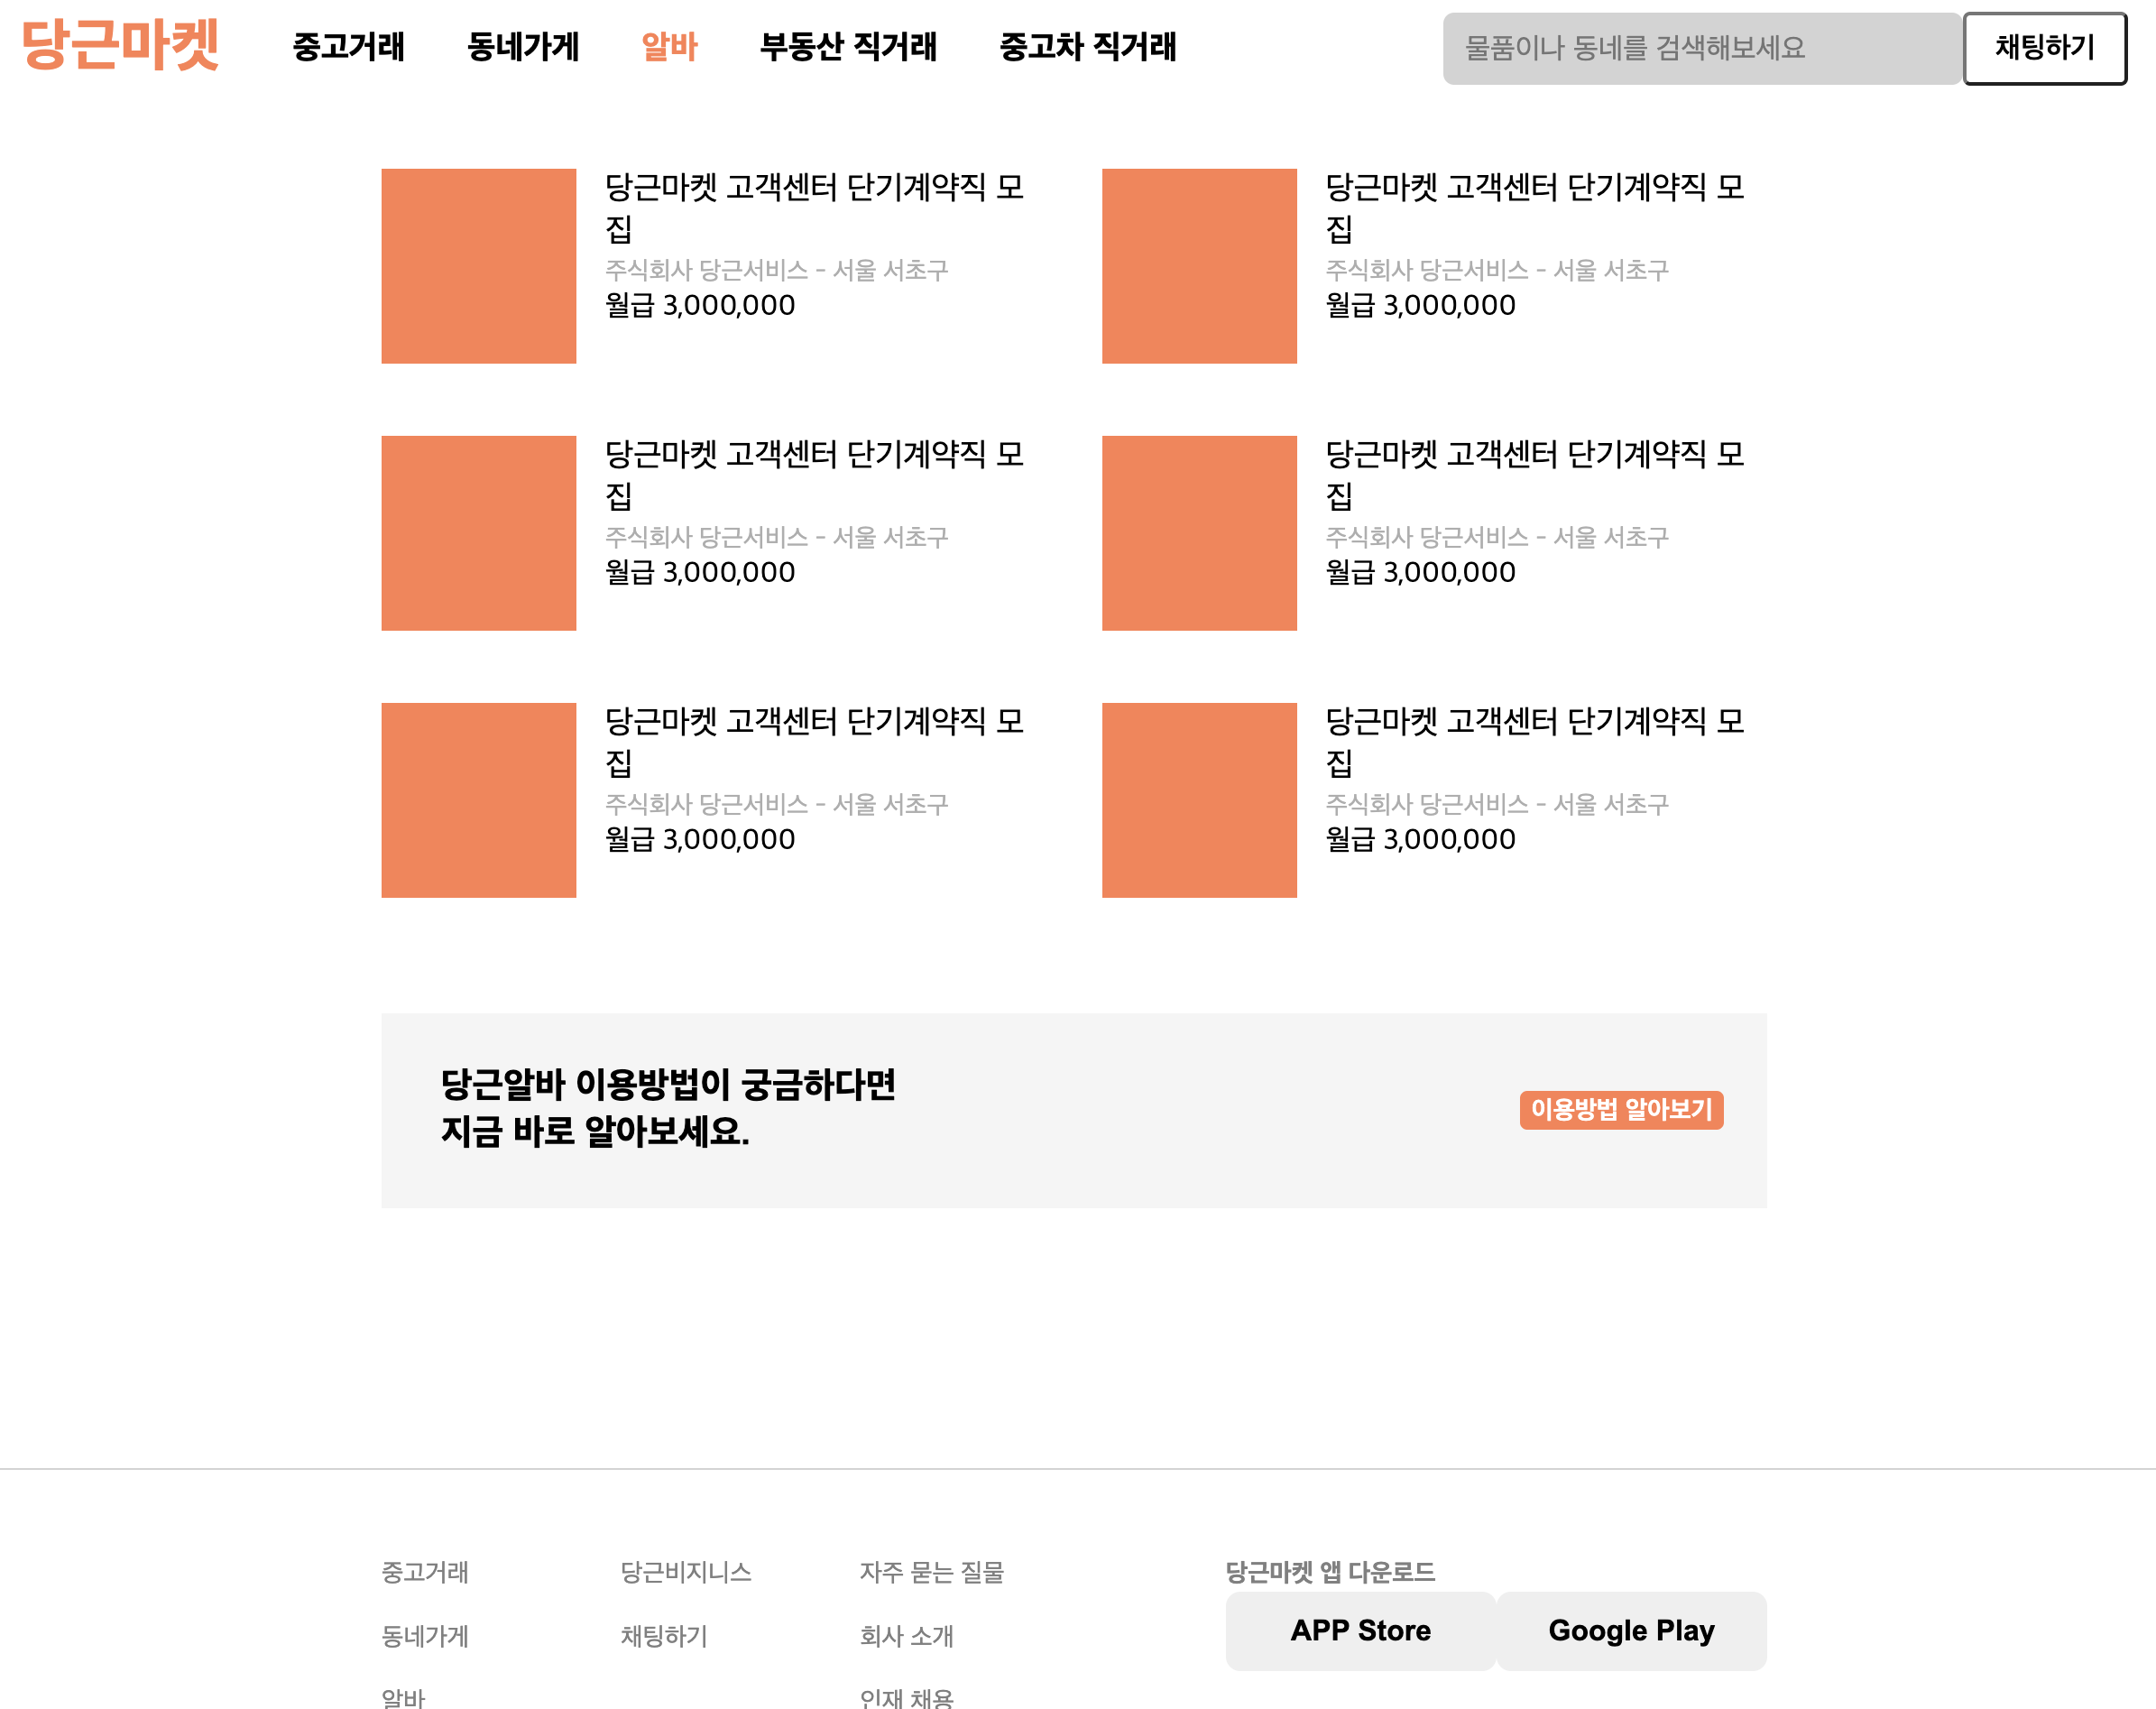 당근마켓 중고거래 동네가게 알바 부동산 직거래 중고차 직거래 물품이나 동네를 검색해보세요 채팅하기
당근마켓 고객센터 단기계약직 모
집
주식회사 당근서비스 - 서울 서초구
월급 3,000,000
당근마켓 고객센터 단기계약직 모
집
주식회사 당근서비스 - 서울 서초구
월급 3,000,000
당근마켓 고객센터 단기계약직 모
집
주식회사 당근서비스 - 서울 서초구
월급 3,000,000
당근마켓 고객센터 단기계약직 모
집
주식회사 당근서비스 - 서울 서초구
월급 3,000,000
당근마켓 고객센터 단기계약직 모
집
주식회사 당근서비스 - 서울 서초구
월급 3,000,000
당근마켓 고객센터 단기계약직 모
집
주식회사 당근서비스 - 서울 서초구
월급 3,000,000
당근알바 이용방법이 궁금하다면
지금 바로 알아보세요.
이용방법 알아보기
중고거래
동네가게
알바
당근비지니스
채팅하기
자주 묻는 질물
회사 소개
인재 채용
당근마켓 앱 다운로드
APP Store
Google Play